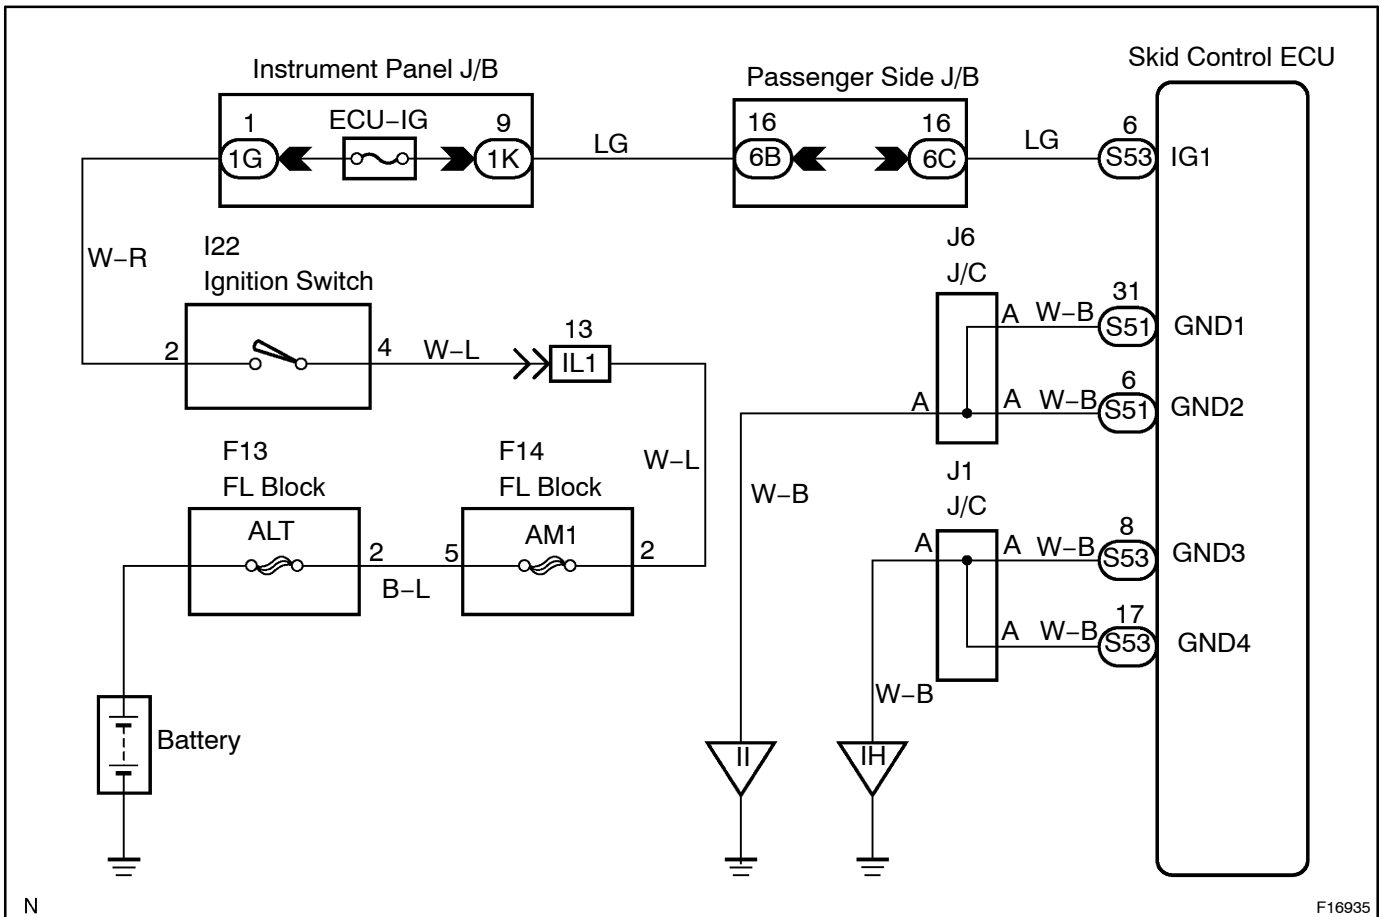 Skid Control ECU
Instrument Panel J/B
Passenger Side J/B
1
ECU−IG
9
16
16
6
1G
1K
LG
6B
6C
LG
S53
IG1
W−R
I22
Ignition Switch
J6
J/C
31
A
W−B
S51
GND1
2
4
W−L
13
IL1
6
A
A
W−B
S51
GND2
F13
FL Block
F14
FL Block
W−L
J1
J/C
W−B
ALT
2
5
AM1
2
B−L
8
A
A
W−B
S53
GND3
17
A
W−B
S53
GND4
W−B
Battery
II
IH
N
F16935